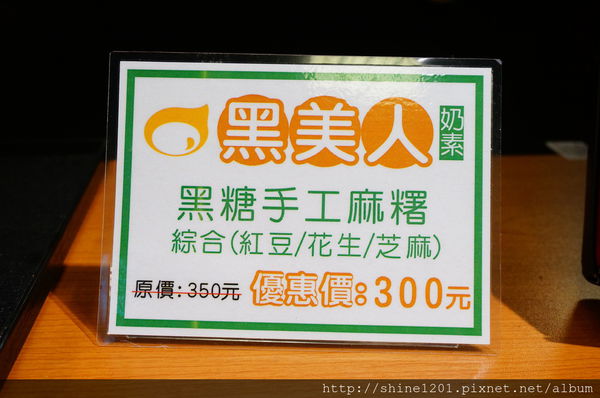 黑美人 奶素
黑糖手工麻糬
綜合(紅豆/花生/芝麻)
原價:350元 優惠價:300元
http://shine1201.pixnet.net/album